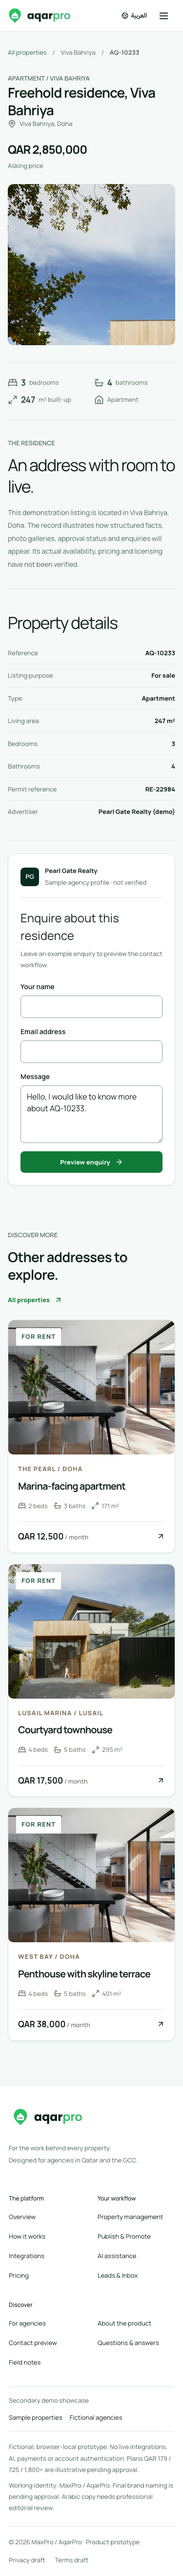 aqarpro
العربية
All properties / Viva Bahriya / AQ-10233
APARTMENT / VIVA BAHRIYA
Freehold residence, Viva
Bahriya
Viva Bahriya, Doha
QAR 2,850,000
Asking price
3 bedrooms
4 bathrooms
247 m² built-up
Apartment
THE RESIDENCE
An address with room to
live.
This demonstration listing is located in Viva Bahriya,
Doha. The record illustrates how structured facts,
photo galleries, approval status and enquiries will
appear. Its actual availability, pricing and licensing
have not been verified.
Property details
Reference AQ-10233
Listing purpose For sale
Type Apartment
Living area 247 m²
Bedrooms 3
Bathrooms 4
Permit reference RE-22984
Advertiser Pearl Gate Realty (demo)
PG
Pearl Gate Realty
Sample agency profile · not verified
Enquire about this
residence
Leave an example enquiry to preview the contact
workflow.
Your name
Email address
Message
Hello, I would like to know more
about AQ-10233.
Preview enquiry
DISCOVER MORE
Other addresses to
explore.
All properties
FOR RENT
THE PEARL / DOHA
Marina-facing apartment
2 beds 3 baths 171 m²
QAR 12,500 / month
FOR RENT
LUSAIL MARINA / LUSAIL
Courtyard townhouse
4 beds 5 baths 295 m²
QAR 17,500 / month
FOR RENT
WEST BAY / DOHA
Penthouse with skyline terrace
4 beds 5 baths 401 m²
QAR 38,000 / month
aqarpro
For the work behind every property.
Designed for agencies in Qatar and the GCC.
The platform
Overview
How it works
Integrations
Pricing
Your workflow
Property management
Publish & Promote
AI assistance
Leads & Inbox
Discover
For agencies
About the product
Contact preview
Questions & answers
Field notes
Secondary demo showcase
Sample properties Fictional agencies
Fictional, browser-local prototype. No live integrations,
AI, payments or account authentication. Plans QAR 179 /
725 / 1,800+ are illustrative pending approval.
Working identity: MaxPro / AqarPro. Final brand naming is
pending approval. Arabic copy needs professional
editorial review.
© 2026 MaxPro / AqarPro · Product prototype
Privacy draft Terms draft